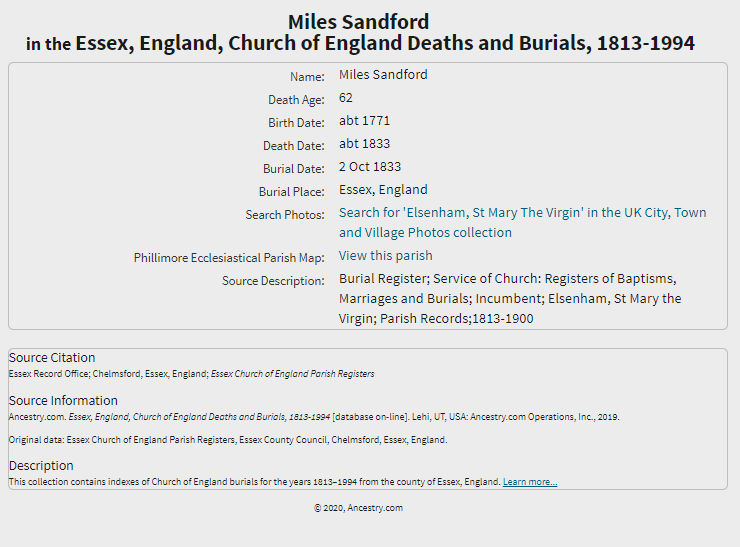 Miles Sandford
in the Essex, England, Church of England Deaths and Burials, 1813-1994
Name: Miles Sandford
Death Age: 62
Birth Date: abt 1771
Death Date: abt 1833
Burial Date: 2 Oct 1833
Burial Place: Essex, England
Search Photos: Search for 'Elsenham, St Mary The Virgin' in the UK City, Town
and Village Photos collection
Phillimore Ecclesiastical Parish Map: View this parish
Source Description: Burial Register; Service of Church: Registers of Baptisms,
Marriages and Burials; Incumbent; Elsenham, St Mary the
Virgin; Parish Records;1813-1900
Source Citation
Essex Record Office; Chelmsford, Essex, England; Essex Church of England Parish Registers
Source Information
Ancestry.com. Essex, England, Church of England Deaths and Burials, 1813-1994 [database on-line]. Lehi, UT, USA: Ancestry.com Operations, Inc., 2019.
Original data: Essex Church of England Parish Registers, Essex County Council, Chelmsford, Essex, England.
Description
This collection contains indexes of Church of England burials for the years 1813–1994 from the county of Essex, England. Learn more...
© 2020, Ancestry.com